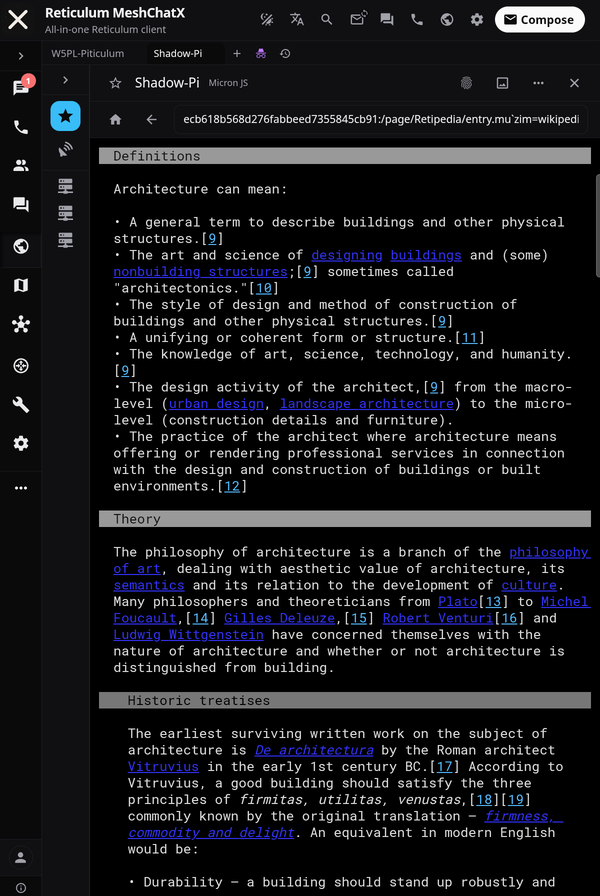 Reticulum MeshChatX
All-in-one Reticulum client
Compose
W5PL-Piticulum
Shadow-Pi
1
Shadow-Pi
Micron JS
ecb618b568d276fabbeed7355845cb91:/page/Retipedia/entry.mu`zim=wikipedi
Definitions
Architecture can mean:
• A general term to describe buildings and other physical
structures.[9]
• The art and science of designing buildings and (some)
nonbuilding structures;[9] sometimes called
"architectonics."[10]
• The style of design and method of construction of
buildings and other physical structures.[9]
• A unifying or coherent form or structure.[11]
• The knowledge of art, science, technology, and humanity.
[9]
• The design activity of the architect,[9] from the macro-
level (urban design, landscape architecture) to the micro-
level (construction details and furniture).
• The practice of the architect where architecture means
offering or rendering professional services in connection
with the design and construction of buildings or built
environments.[12]
Theory
The philosophy of architecture is a branch of the philosophy
of art, dealing with aesthetic value of architecture, its
semantics and its relation to the development of culture.
Many philosophers and theoreticians from Plato[13] to Michel
Foucault,[14] Gilles Deleuze,[15] Robert Venturi[16] and
Ludwig Wittgenstein have concerned themselves with the
nature of architecture and whether or not architecture is
distinguished from building.
Historic treatises
The earliest surviving written work on the subject of
architecture is De architectura by the Roman architect
Vitruvius in the early 1st century BC.[17] According to
Vitruvius, a good building should satisfy the three
principles of firmitas, utilitas, venustas,[18][19]
commonly known by the original translation – firmness,
commodity and delight. An equivalent in modern English
would be:
• Durability – a building should stand up robustly and